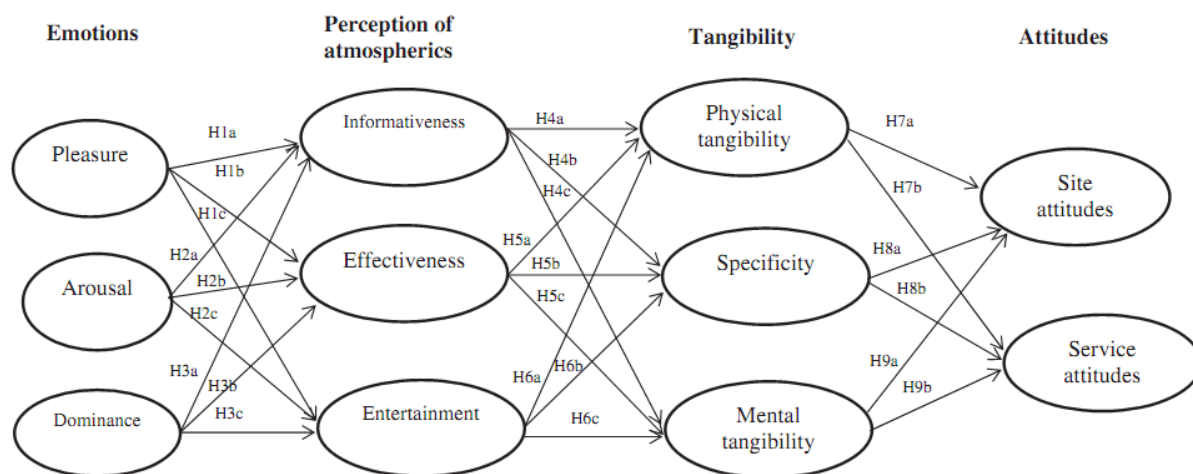 Emotions
Perception of
atmospherics
Tangibility
Attitudes
Pleasure
Arousal
Dominance
H1a
H1b
H1c
H2a
H2b
H2c
H3a
H3b
H3c
Informativeness
Effectiveness
Entertainment
H4a
H4b
H4c
H5a
H5b
H5c
H6a
H6b
H6c
Physical
tangibility
Specificity
Mental
tangibility
H7a
H7b
H8a
H8b
H9a
H9b
Site
attitudes
Service
attitudes